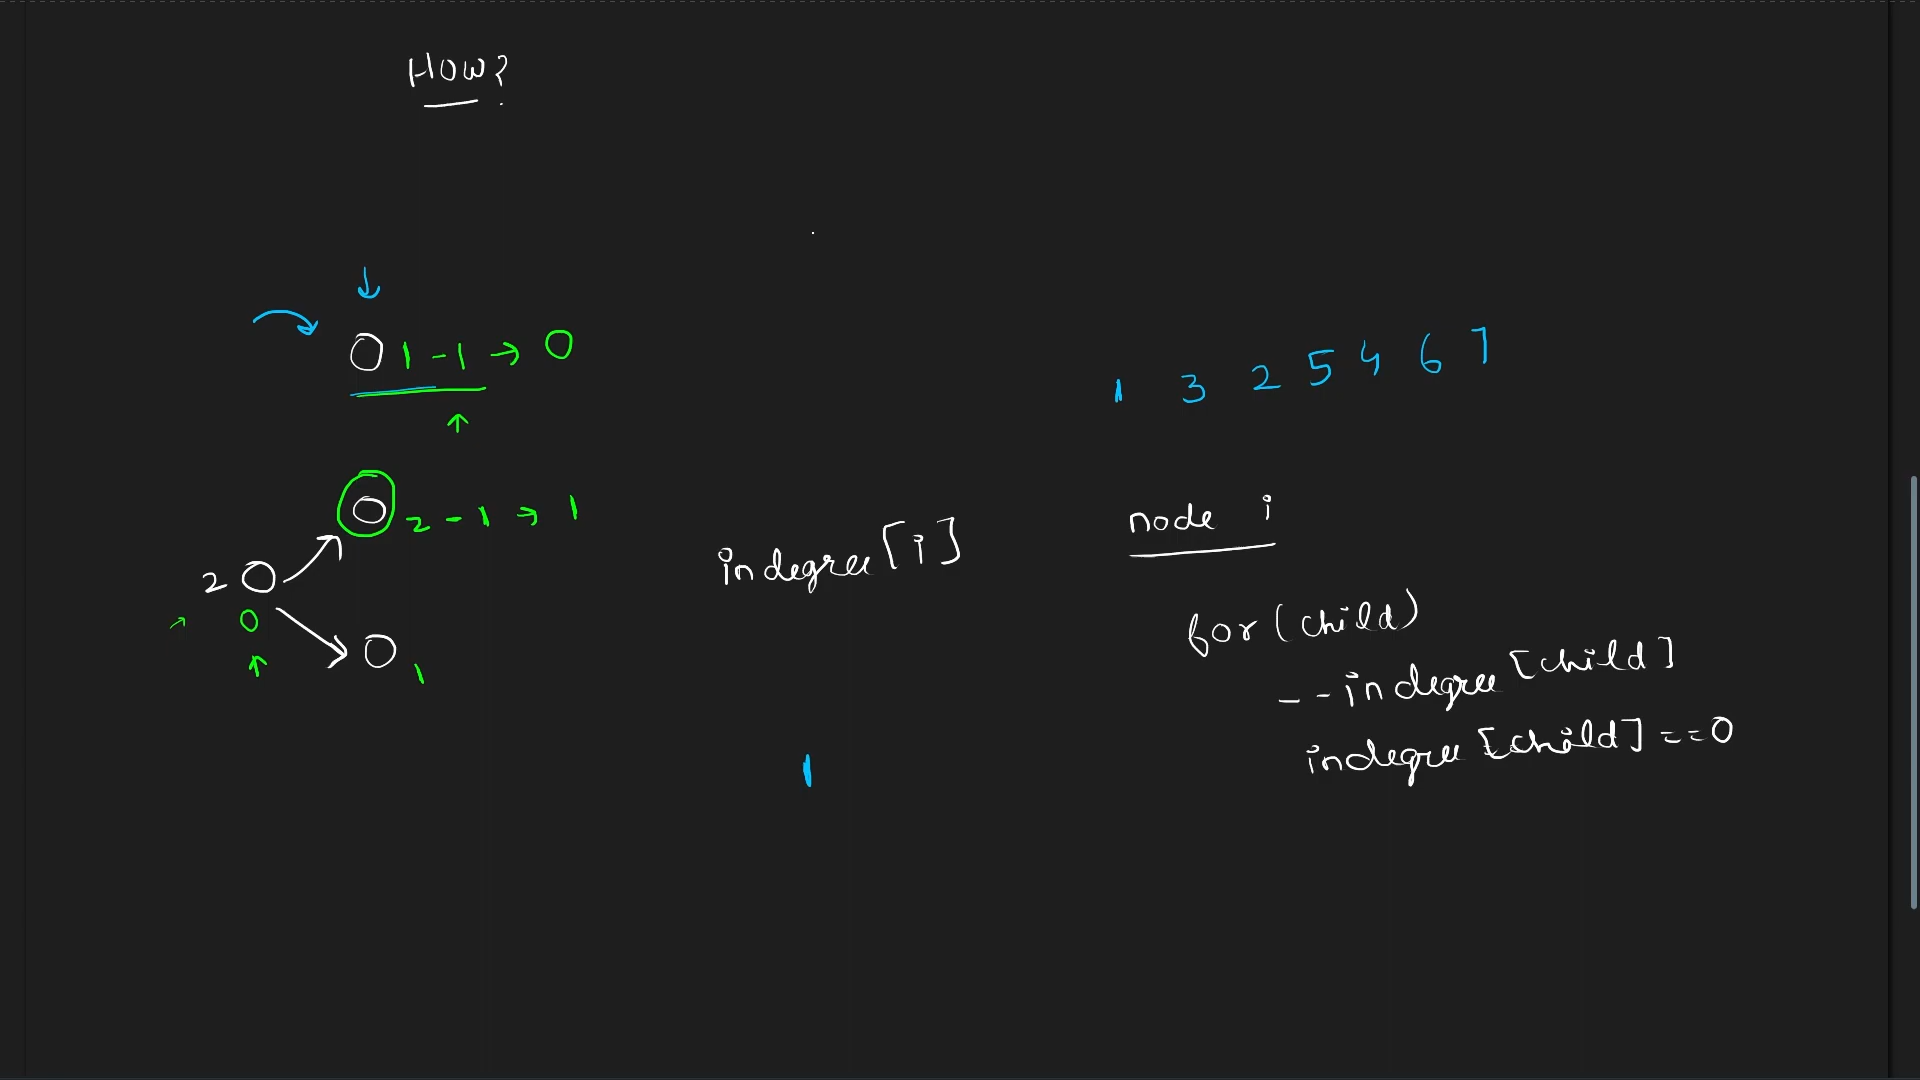 How?
0 1 - 1 → 0
1 3 2 5 4 6 7
0 2 - 1 → 1
node i
indegree[i]
2 0
0
for(child)
0 1
--indegree[child]
indegree[child]==0
1